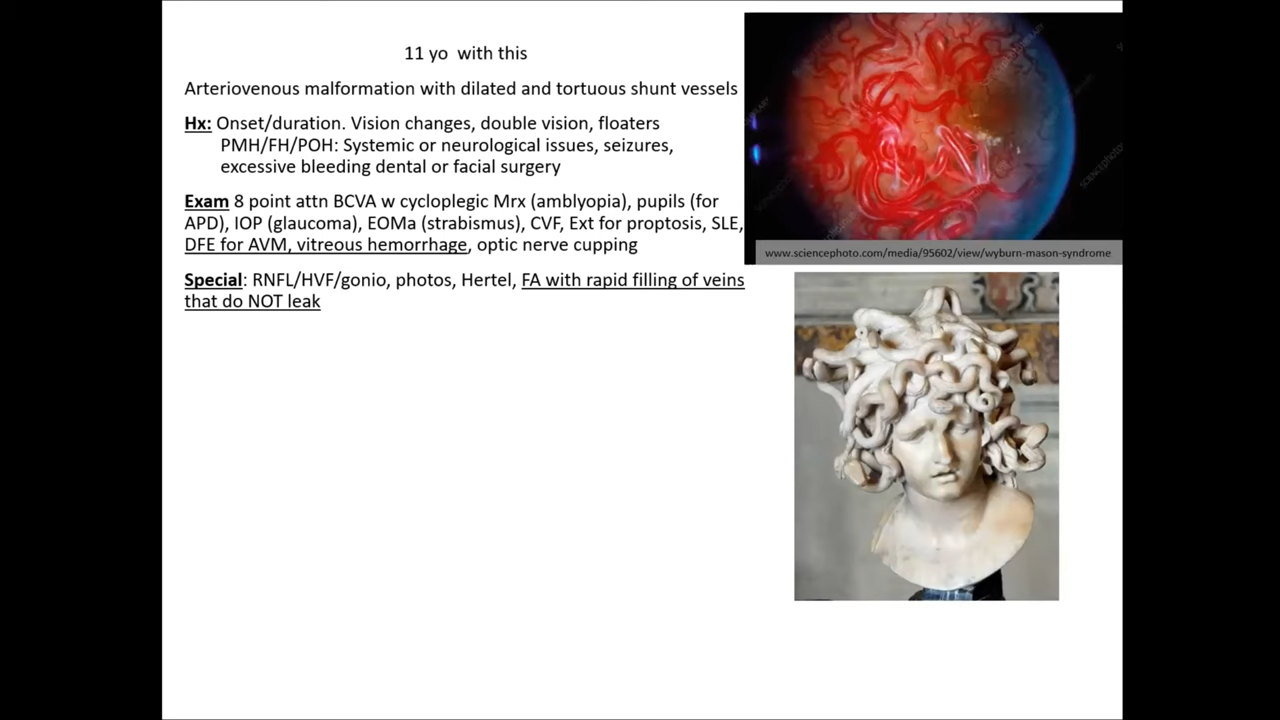 11 yo with this
Arteriovenous malformation with dilated and tortuous shunt vessels
Hx: Onset/duration. Vision changes, double vision, floaters
PMH/FH/POH: Systemic or neurological issues, seizures,
excessive bleeding dental or facial surgery
Exam 8 point attn BCVA w cycloplegic Mrx (amblyopia), pupils (for
APD), IOP (glaucoma), EOMa (strabismus), CVF, Ext for proptosis, SLE,
DFE for AVM, vitreous hemorrhage, optic nerve cupping
Special: RNFL/HVF/gonio, photos, Hertel, FA with rapid filling of veins
that do NOT leak
www.sciencephoto.com/media/95602/view/wyburn-mason-syndrome